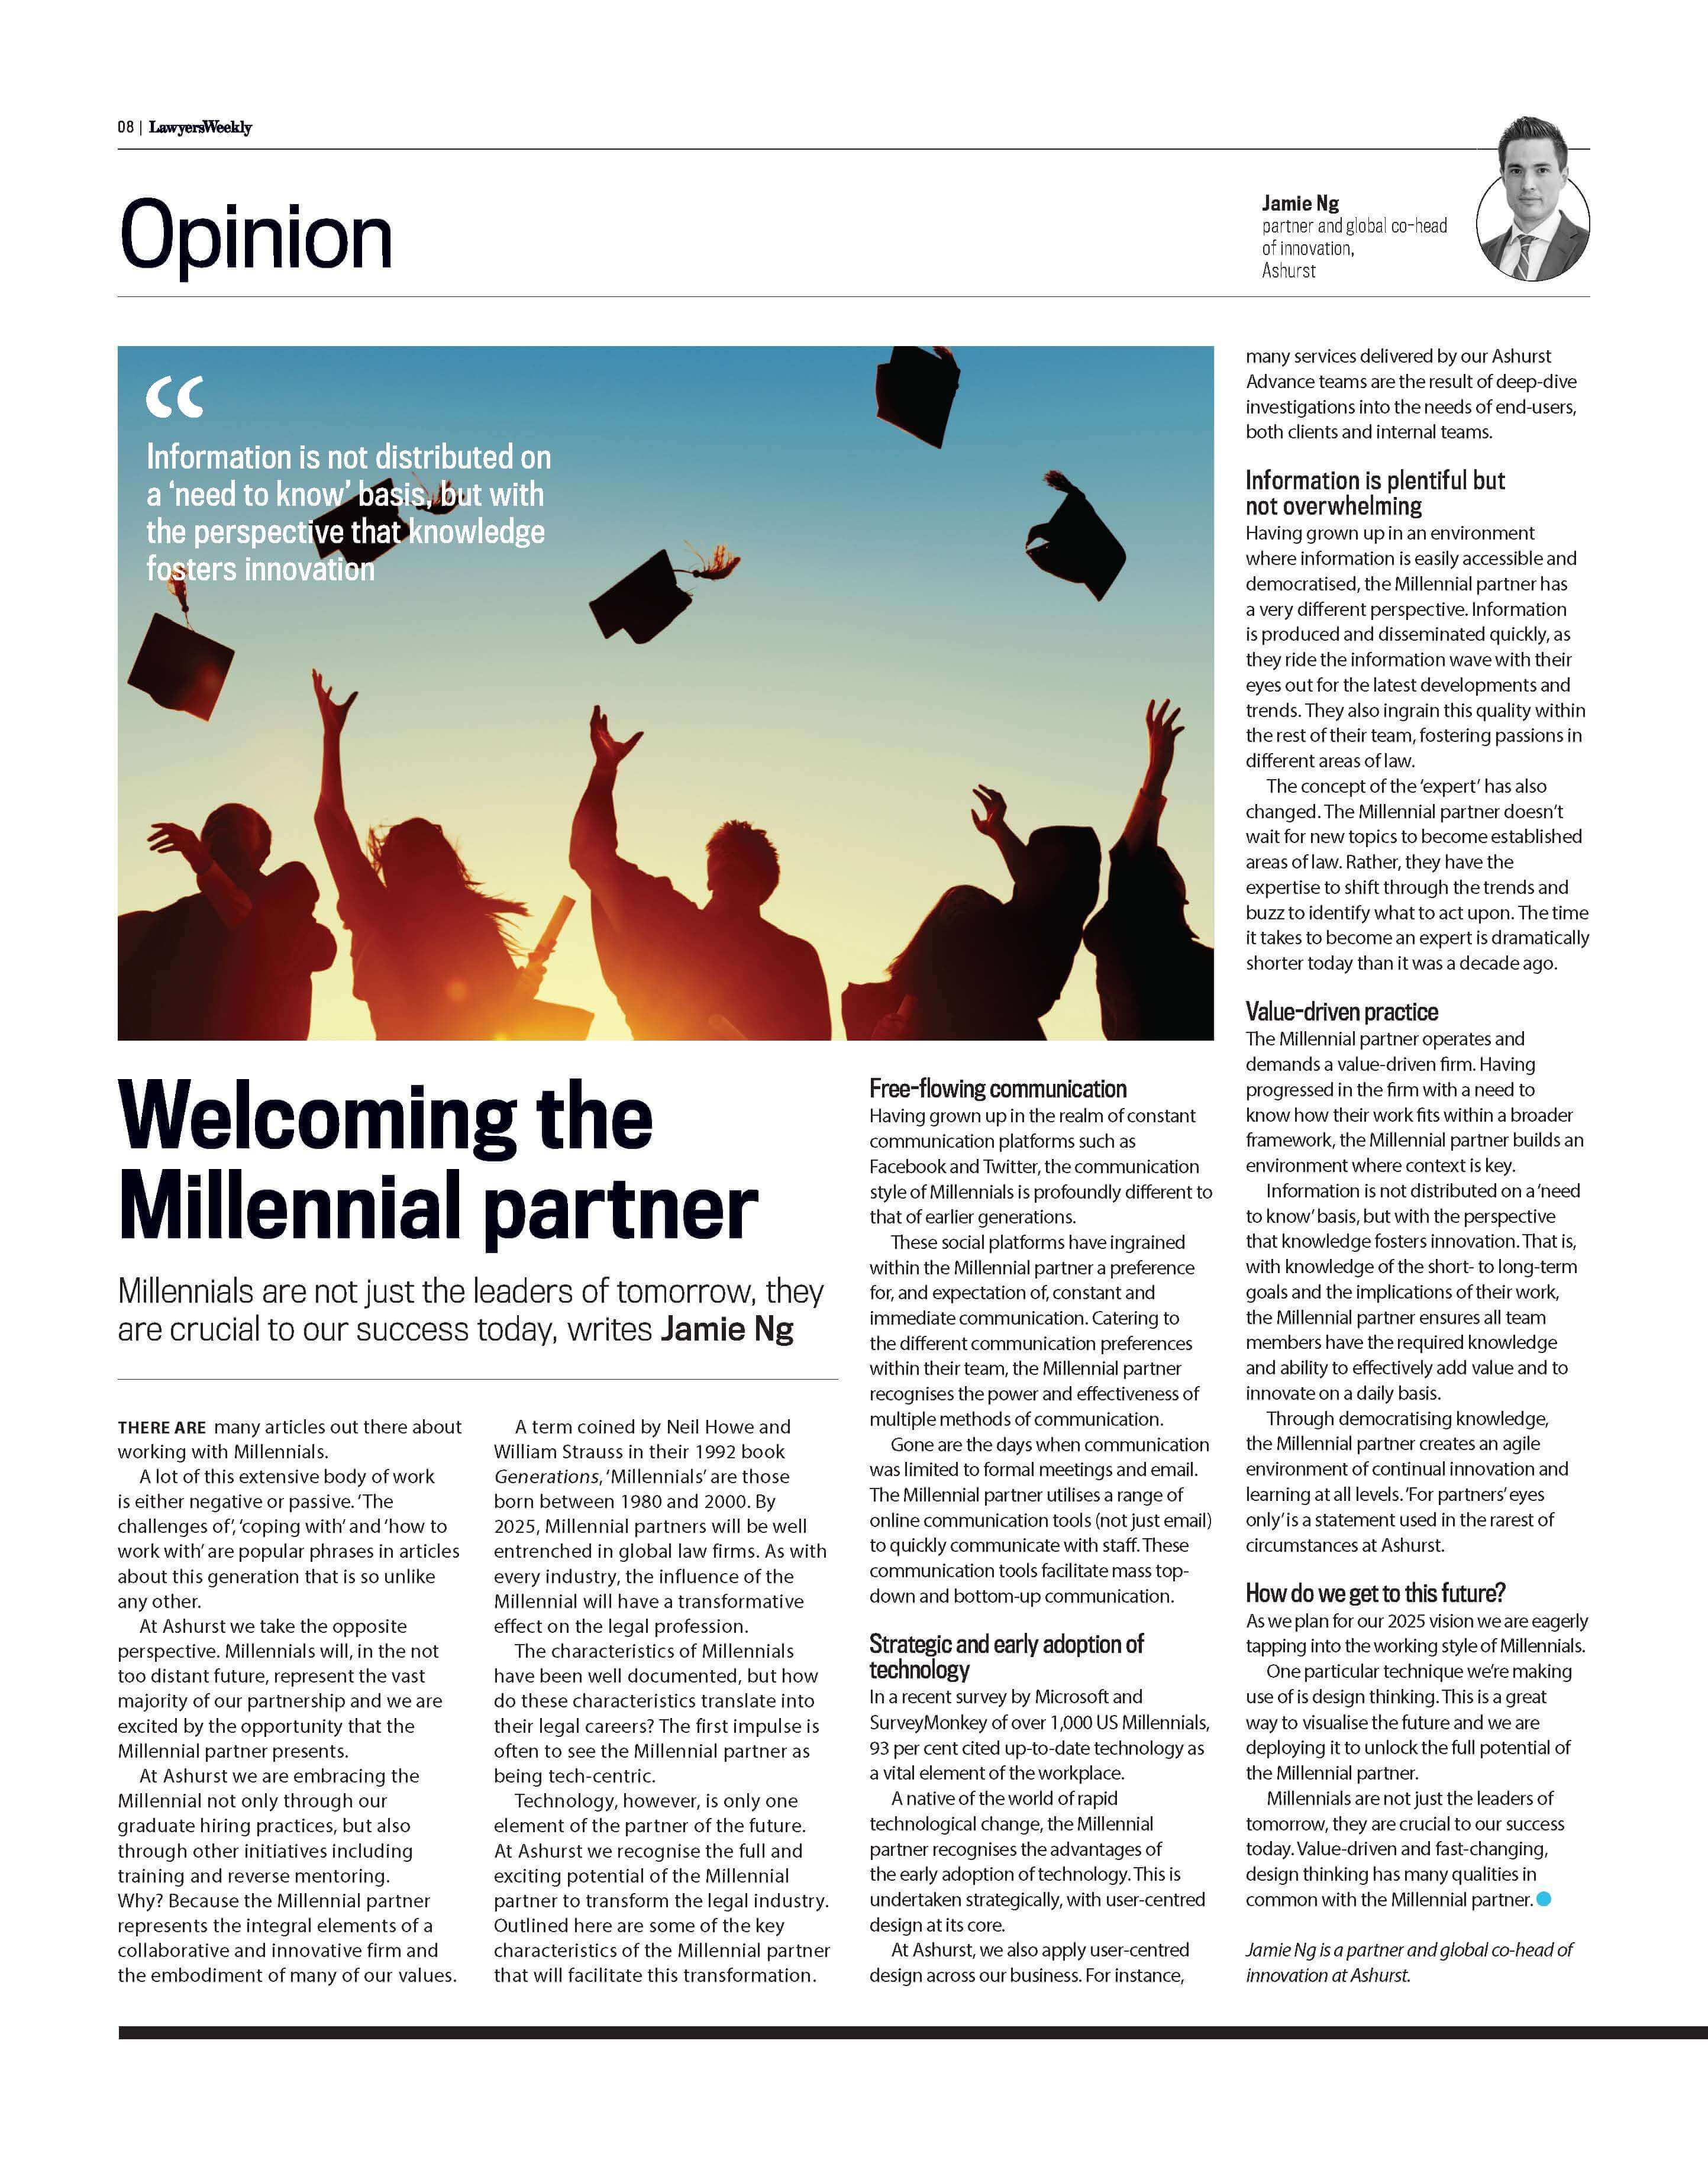 08 | LawyersWeekly
Opinion
Jamie Ng
partner and global co-head
of innovation,
Ashurst
“
Information is not distributed on
a ‘need to know’ basis, but with
the perspective that knowledge
fosters innovation
Welcoming the
Millennial partner
Millennials are not just the leaders of tomorrow, they
are crucial to our success today, writes Jamie Ng
THERE ARE many articles out there about
working with Millennials.
A lot of this extensive body of work
is either negative or passive. ‘The
challenges of’, ‘coping with’ and ‘how to
work with’ are popular phrases in articles
about this generation that is so unlike
any other.
At Ashurst we take the opposite
perspective. Millennials will, in the not
too distant future, represent the vast
majority of our partnership and we are
excited by the opportunity that the
Millennial partner presents.
At Ashurst we are embracing the
Millennial not only through our
graduate hiring practices, but also
through other initiatives including
training and reverse mentoring.
Why? Because the Millennial partner
represents the integral elements of a
collaborative and innovative firm and
the embodiment of many of our values.
A term coined by Neil Howe and
William Strauss in their 1992 book
Generations, ‘Millennials’ are those
born between 1980 and 2000. By
2025, Millennial partners will be well
entrenched in global law firms. As with
every industry, the influence of the
Millennial will have a transformative
effect on the legal profession.
The characteristics of Millennials
have been well documented, but how
do these characteristics translate into
their legal careers? The first impulse is
often to see the Millennial partner as
being tech-centric.
Technology, however, is only one
element of the partner of the future.
At Ashurst we recognise the full and
exciting potential of the Millennial
partner to transform the legal industry.
Outlined here are some of the key
characteristics of the Millennial partner
that will facilitate this transformation.
Free-flowing communication
Having grown up in the realm of constant
communication platforms such as
Facebook and Twitter, the communication
style of Millennials is profoundly different to
that of earlier generations.
These social platforms have ingrained
within the Millennial partner a preference
for, and expectation of, constant and
immediate communication. Catering to
the different communication preferences
within their team, the Millennial partner
recognises the power and effectiveness of
multiple methods of communication.
Gone are the days when communication
was limited to formal meetings and email.
The Millennial partner utilises a range of
online communication tools (not just email)
to quickly communicate with staff. These
communication tools facilitate mass top-
down and bottom-up communication.
Strategic and early adoption of
technology
In a recent survey by Microsoft and
SurveyMonkey of over 1,000 US Millennials,
93 per cent cited up-to-date technology as
a vital element of the workplace.
A native of the world of rapid
technological change, the Millennial
partner recognises the advantages of
the early adoption of technology. This is
undertaken strategically, with user-centred
design at its core.
At Ashurst, we also apply user-centred
design across our business. For instance,
many services delivered by our Ashurst
Advance teams are the result of deep-dive
investigations into the needs of end-users,
both clients and internal teams.
Information is plentiful but
not overwhelming
Having grown up in an environment
where information is easily accessible and
democratised, the Millennial partner has
a very different perspective. Information
is produced and disseminated quickly, as
they ride the information wave with their
eyes out for the latest developments and
trends. They also ingrain this quality within
the rest of their team, fostering passions in
different areas of law.
The concept of the ‘expert’ has also
changed. The Millennial partner doesn’t
wait for new topics to become established
areas of law. Rather, they have the
expertise to shift through the trends and
buzz to identify what to act upon. The time
it takes to become an expert is dramatically
shorter today than it was a decade ago.
Value-driven practice
The Millennial partner operates and
demands a value-driven firm. Having
progressed in the firm with a need to
know how their work fits within a broader
framework, the Millennial partner builds an
environment where context is key.
Information is not distributed on a ‘need
to know’ basis, but with the perspective
that knowledge fosters innovation. That is,
with knowledge of the short- to long-term
goals and the implications of their work,
the Millennial partner ensures all team
members have the required knowledge
and ability to effectively add value and to
innovate on a daily basis.
Through democratising knowledge,
the Millennial partner creates an agile
environment of continual innovation and
learning at all levels. ‘For partners’ eyes
only’ is a statement used in the rarest of
circumstances at Ashurst.
How do we get to this future?
As we plan for our 2025 vision we are eagerly
tapping into the working style of Millennials.
One particular technique we’re making
use of is design thinking. This is a great
way to visualise the future and we are
deploying it to unlock the full potential of
the Millennial partner.
Millennials are not just the leaders of
tomorrow, they are crucial to our success
today. Value-driven and fast-changing,
design thinking has many qualities in
common with the Millennial partner.
Jamie Ng is a partner and global co-head of
innovation at Ashurst.